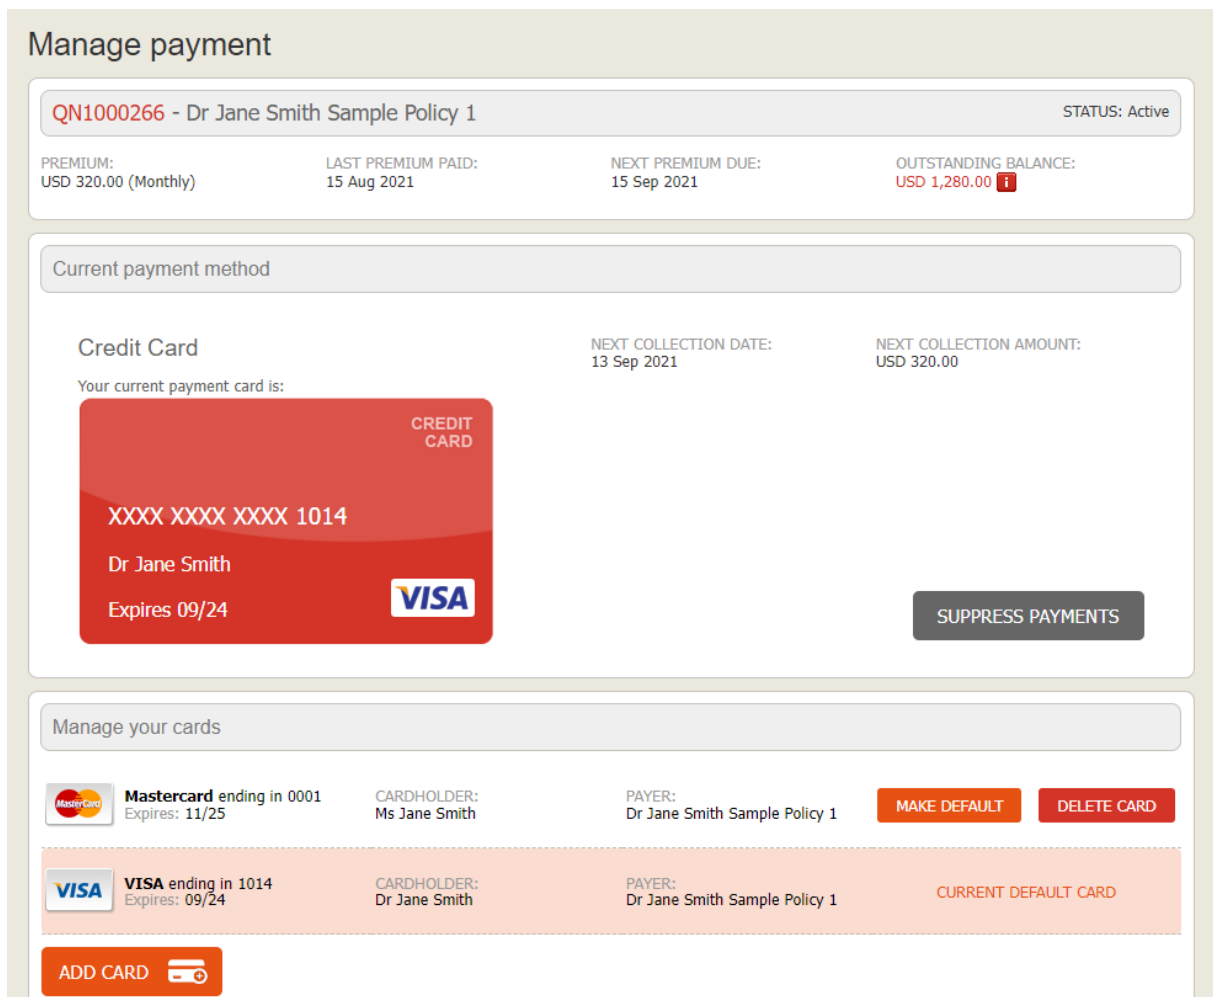 Manage payment
QN1000266 - Dr Jane Smith Sample Policy 1
STATUS: Active
PREMIUM:
USD 320.00 (Monthly)
LAST PREMIUM PAID:
15 Aug 2021
NEXT PREMIUM DUE:
15 Sep 2021
OUTSTANDING BALANCE:
USD 1,280.00 i
Current payment method
Credit Card
Your current payment card is:
CREDIT
CARD
XXXX XXXX XXXX 1014
Dr Jane Smith
Expires 09/24
VISA
NEXT COLLECTION DATE:
13 Sep 2021
NEXT COLLECTION AMOUNT:
USD 320.00
SUPPRESS PAYMENTS
Manage your cards
MasterCard
Mastercard ending in 0001
Expires: 11/25
CARDHOLDER:
Ms Jane Smith
PAYER:
Dr Jane Smith Sample Policy 1
MAKE DEFAULT
DELETE CARD
VISA
VISA ending in 1014
Expires: 09/24
CARDHOLDER:
Dr Jane Smith
PAYER:
Dr Jane Smith Sample Policy 1
CURRENT DEFAULT CARD
ADD CARD